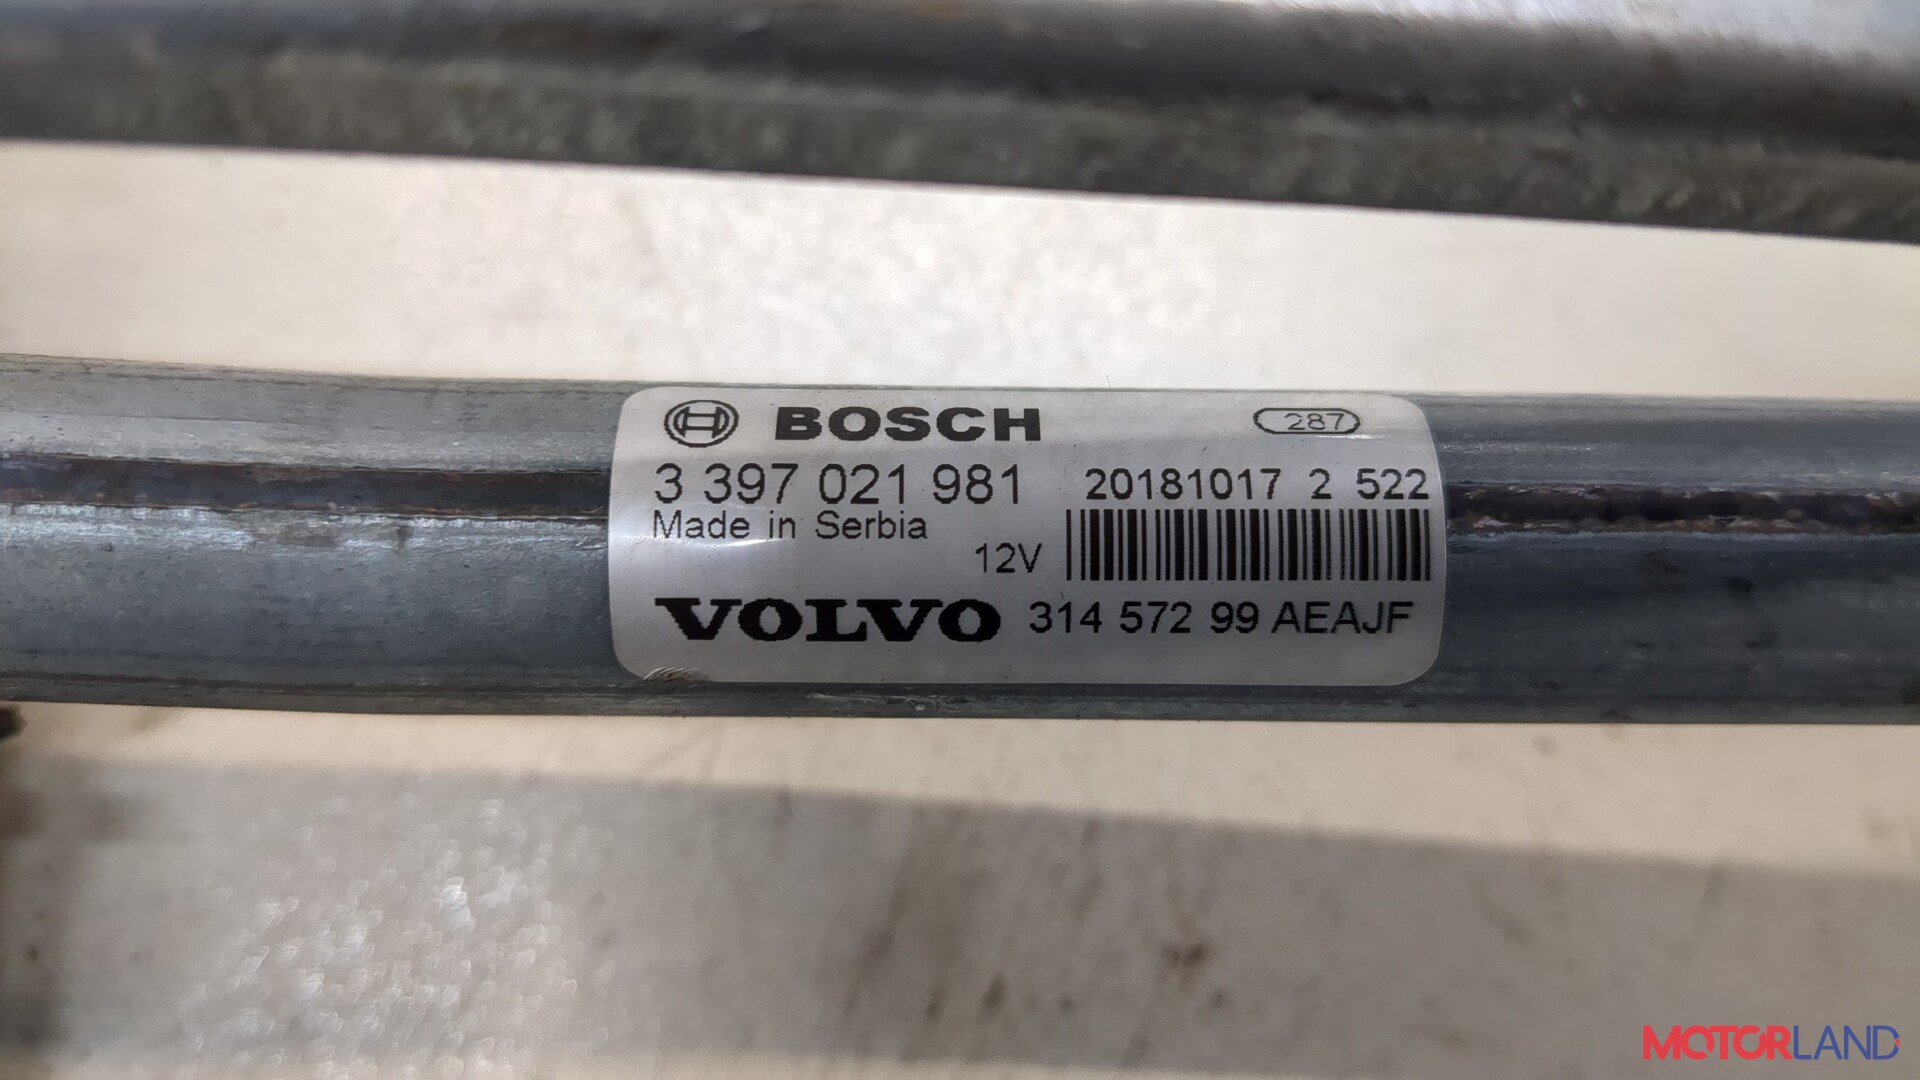 BOSCH 287
3 397 021 981 20181017 2 522
Made in Serbia
12V
VOLVO 314 572 99 AEAJF
MOTORLAND